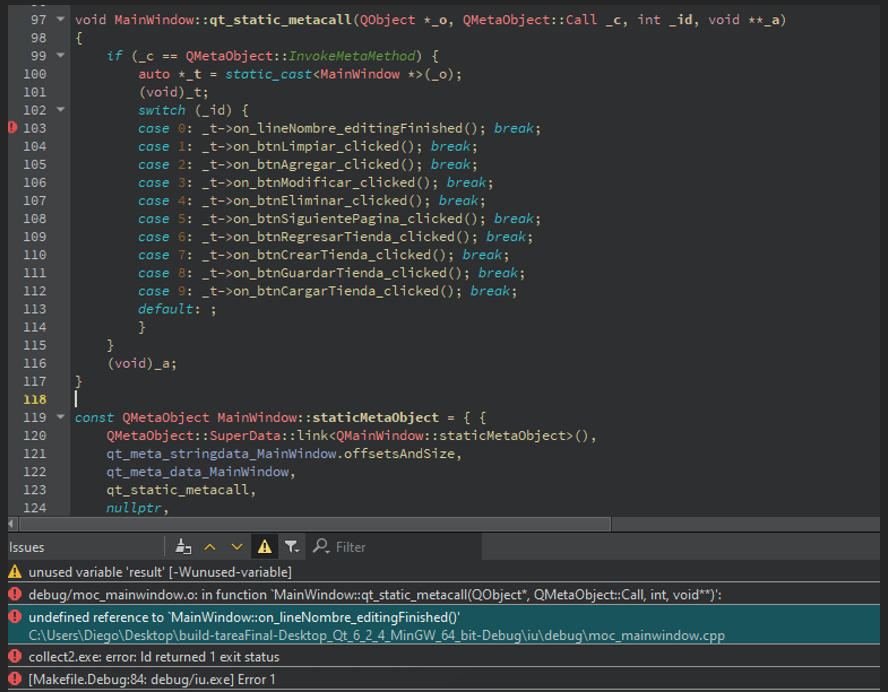 97 void MainWindow::qt_static_metacall(QObject *_o, QMetaObject::Call _c, int _id, void **_a)
98 {
99     if (_c == QMetaObject::InvokeMetaMethod) {
100         auto *_t = static_cast<MainWindow *>(_o);
101         (void)_t;
102         switch (_id) {
103         case 0: _t->on_lineNombre_editingFinished(); break;
104         case 1: _t->on_btnLimpiar_clicked(); break;
105         case 2: _t->on_btnAgregar_clicked(); break;
106         case 3: _t->on_btnModificar_clicked(); break;
107         case 4: _t->on_btnEliminar_clicked(); break;
108         case 5: _t->on_btnSiguientePagina_clicked(); break;
109         case 6: _t->on_btnRegresarTienda_clicked(); break;
110         case 7: _t->on_btnCrearTienda_clicked(); break;
111         case 8: _t->on_btnGuardarTienda_clicked(); break;
112         case 9: _t->on_btnCargarTienda_clicked(); break;
113         default: ;
114         }
115     }
116     (void)_a;
117 }
118
119 const QMetaObject MainWindow::staticMetaObject = { {
120     QMetaObject::SuperData::link<QMainWindow::staticMetaObject>(),
121     qt_meta_stringdata_MainWindow.offsetsAndSize,
122     qt_meta_data_MainWindow,
123     qt_static_metacall,
124     nullptr,
Issues Filter
unused variable 'result' [-Wunused-variable]
debug/moc_mainwindow.o: in function `MainWindow::qt_static_metacall(QObject*, QMetaObject::Call, int, void**)':
undefined reference to `MainWindow::on_lineNombre_editingFinished()'
C:\Users\Diego\Desktop\build-tareaFinal-Desktop_Qt_6_2_4_MinGW_64_bit-Debug\iu\debug\moc_mainwindow.cpp
collect2.exe: error: ld returned 1 exit status
[Makefile.Debug:84: debug/iu.exe] Error 1